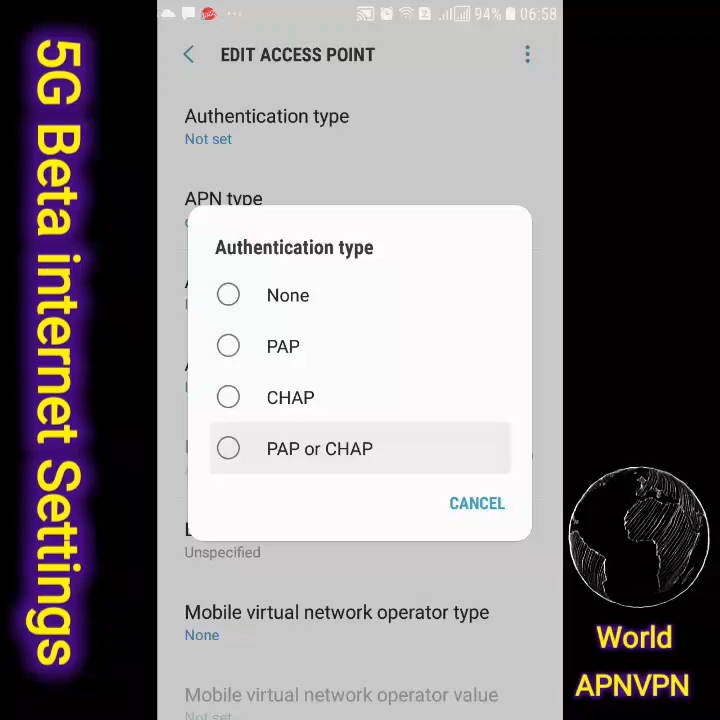 5G Beta internet Settings
94% 06:58
EDIT ACCESS POINT
Authentication type
Not set
APN type
Authentication type
None
PAP
CHAP
PAP or CHAP
CANCEL
Unspecified
Mobile virtual network operator type
None
Mobile virtual network operator value
Not set
World
APNVPN